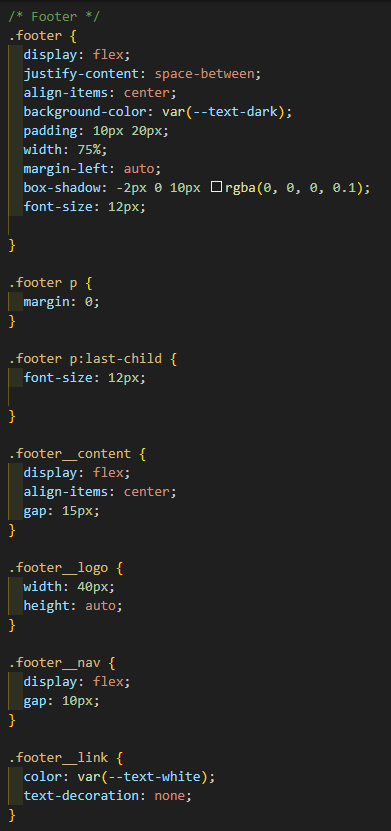 /* Footer */
.footer {
  display: flex;
  justify-content: space-between;
  align-items: center;
  background-color: var(--text-dark);
  padding: 10px 20px;
  width: 75%;
  margin-left: auto;
  box-shadow: -2px 0 10px rgba(0, 0, 0, 0.1);
  font-size: 12px;

}

.footer p {
  margin: 0;
}

.footer p:last-child {
  font-size: 12px;

}

.footer__content {
  display: flex;
  align-items: center;
  gap: 15px;
}

.footer__logo {
  width: 40px;
  height: auto;
}

.footer__nav {
  display: flex;
  gap: 10px;
}

.footer__link {
  color: var(--text-white);
  text-decoration: none;
}